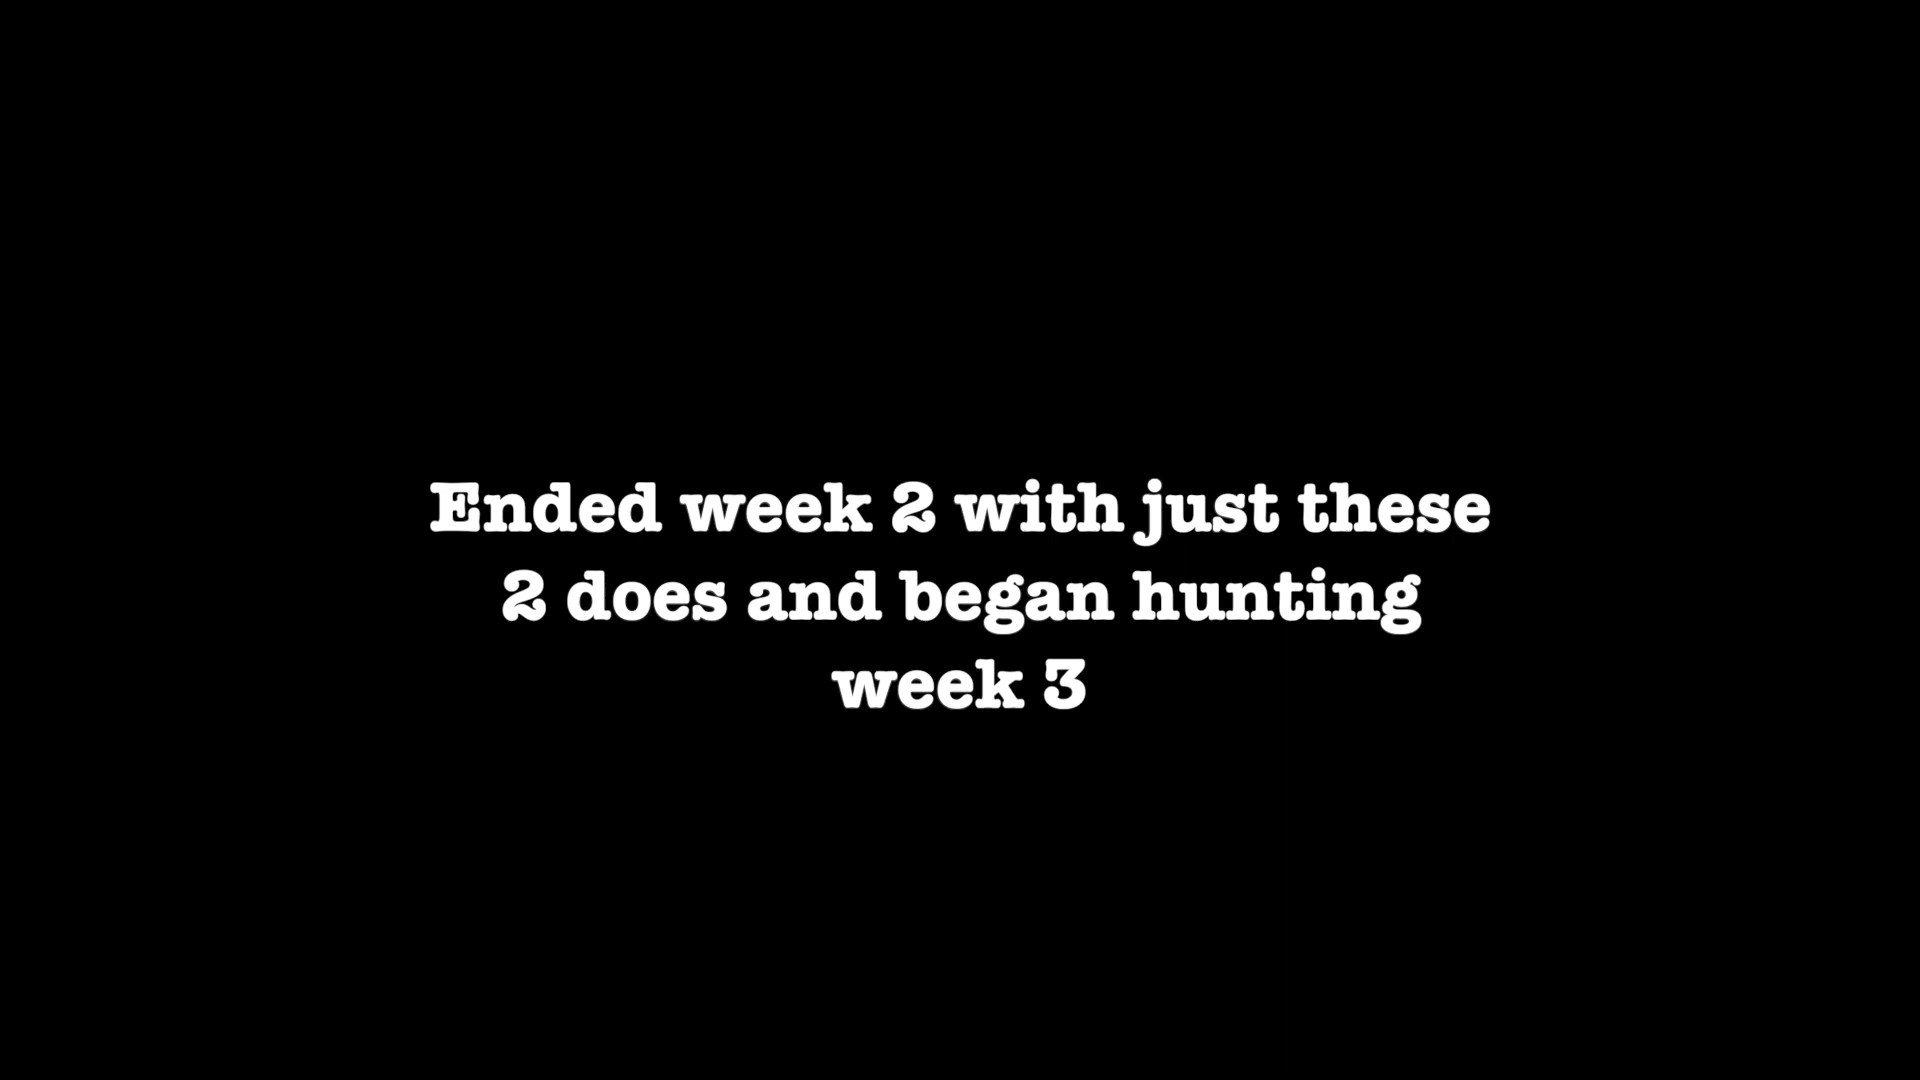 Ended week 2 with just these
2 does and began hunting
week 3